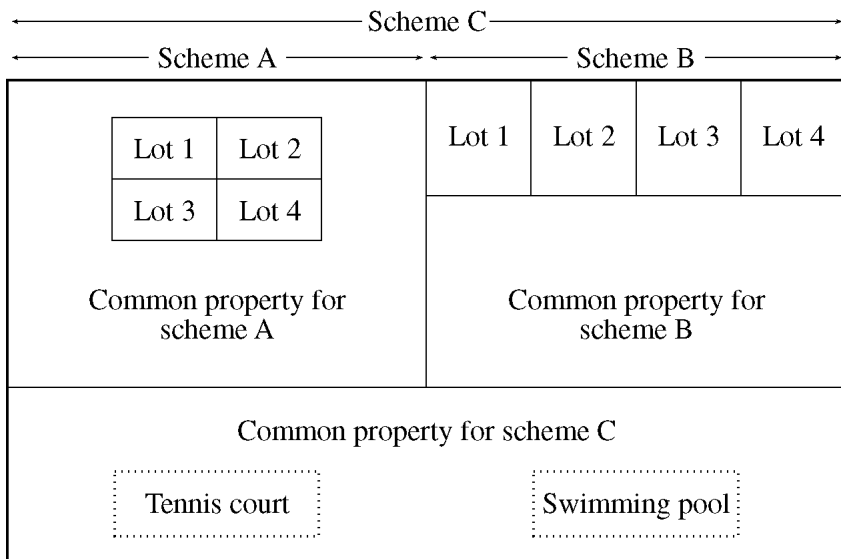 Scheme C
Scheme A
Scheme B
Lot 1
Lot 2
Lot 3
Lot 4
Common property for
scheme A
Lot 1
Lot 2
Lot 3
Lot 4
Common property for
scheme B
Common property for scheme C
Tennis court
Swimming pool